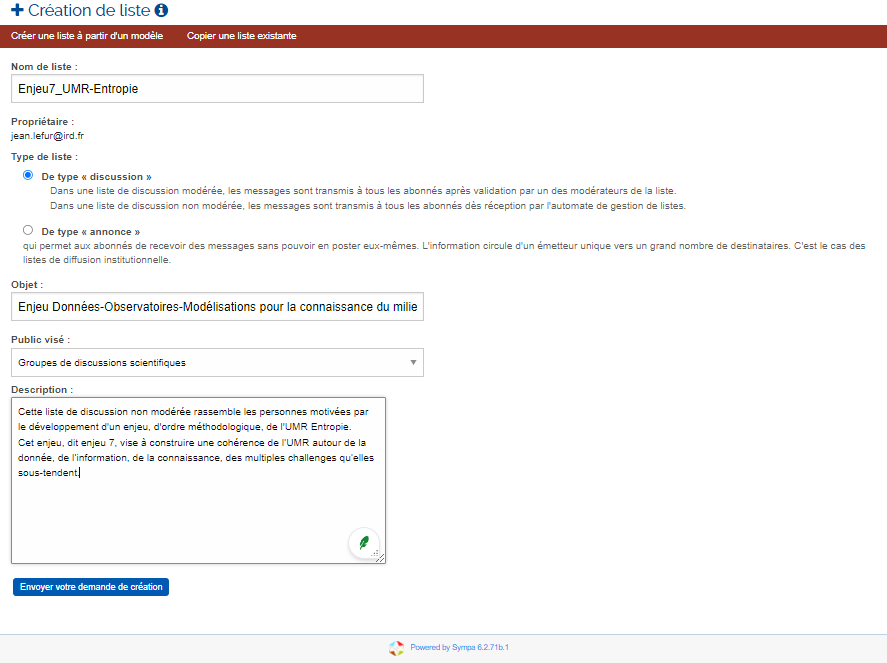 Création de liste
Créer une liste à partir d'un modèle Copier une liste existante
Nom de liste :
Enjeu7_UMR-Entropie
Propriétaire :
jean.lefur@ird.fr
Type de liste :
De type « discussion »
Dans une liste de discussion modérée, les messages sont transmis à tous les abonnés après validation par un des modérateurs de la liste.
Dans une liste de discussion non modérée, les messages sont transmis à tous les abonnés dès réception par l'automate de gestion de listes.
De type « annonce »
qui permet aux abonnés de recevoir des messages sans pouvoir en poster eux-mêmes. L'information circule d'un émetteur unique vers un grand nombre de destinataires. C'est le cas des
listes de diffusion institutionnelle.
Objet :
Enjeu Données-Observatoires-Modélisations pour la connaissance du milie
Public visé :
Groupes de discussions scientifiques
Description :
Cette liste de discussion non modérée rassemble les personnes motivées par
le développement d'un enjeu, d'ordre méthodologique, de l'UMR Entropie.
Cet enjeu, dit enjeu 7, vise à construire une cohérence de l'UMR autour de la
donnée, de l'information, de la connaissance, des multiples challenges qu'elles
sous-tendent.
Envoyer votre demande de création
Powered by Sympa 6.2.71b.1